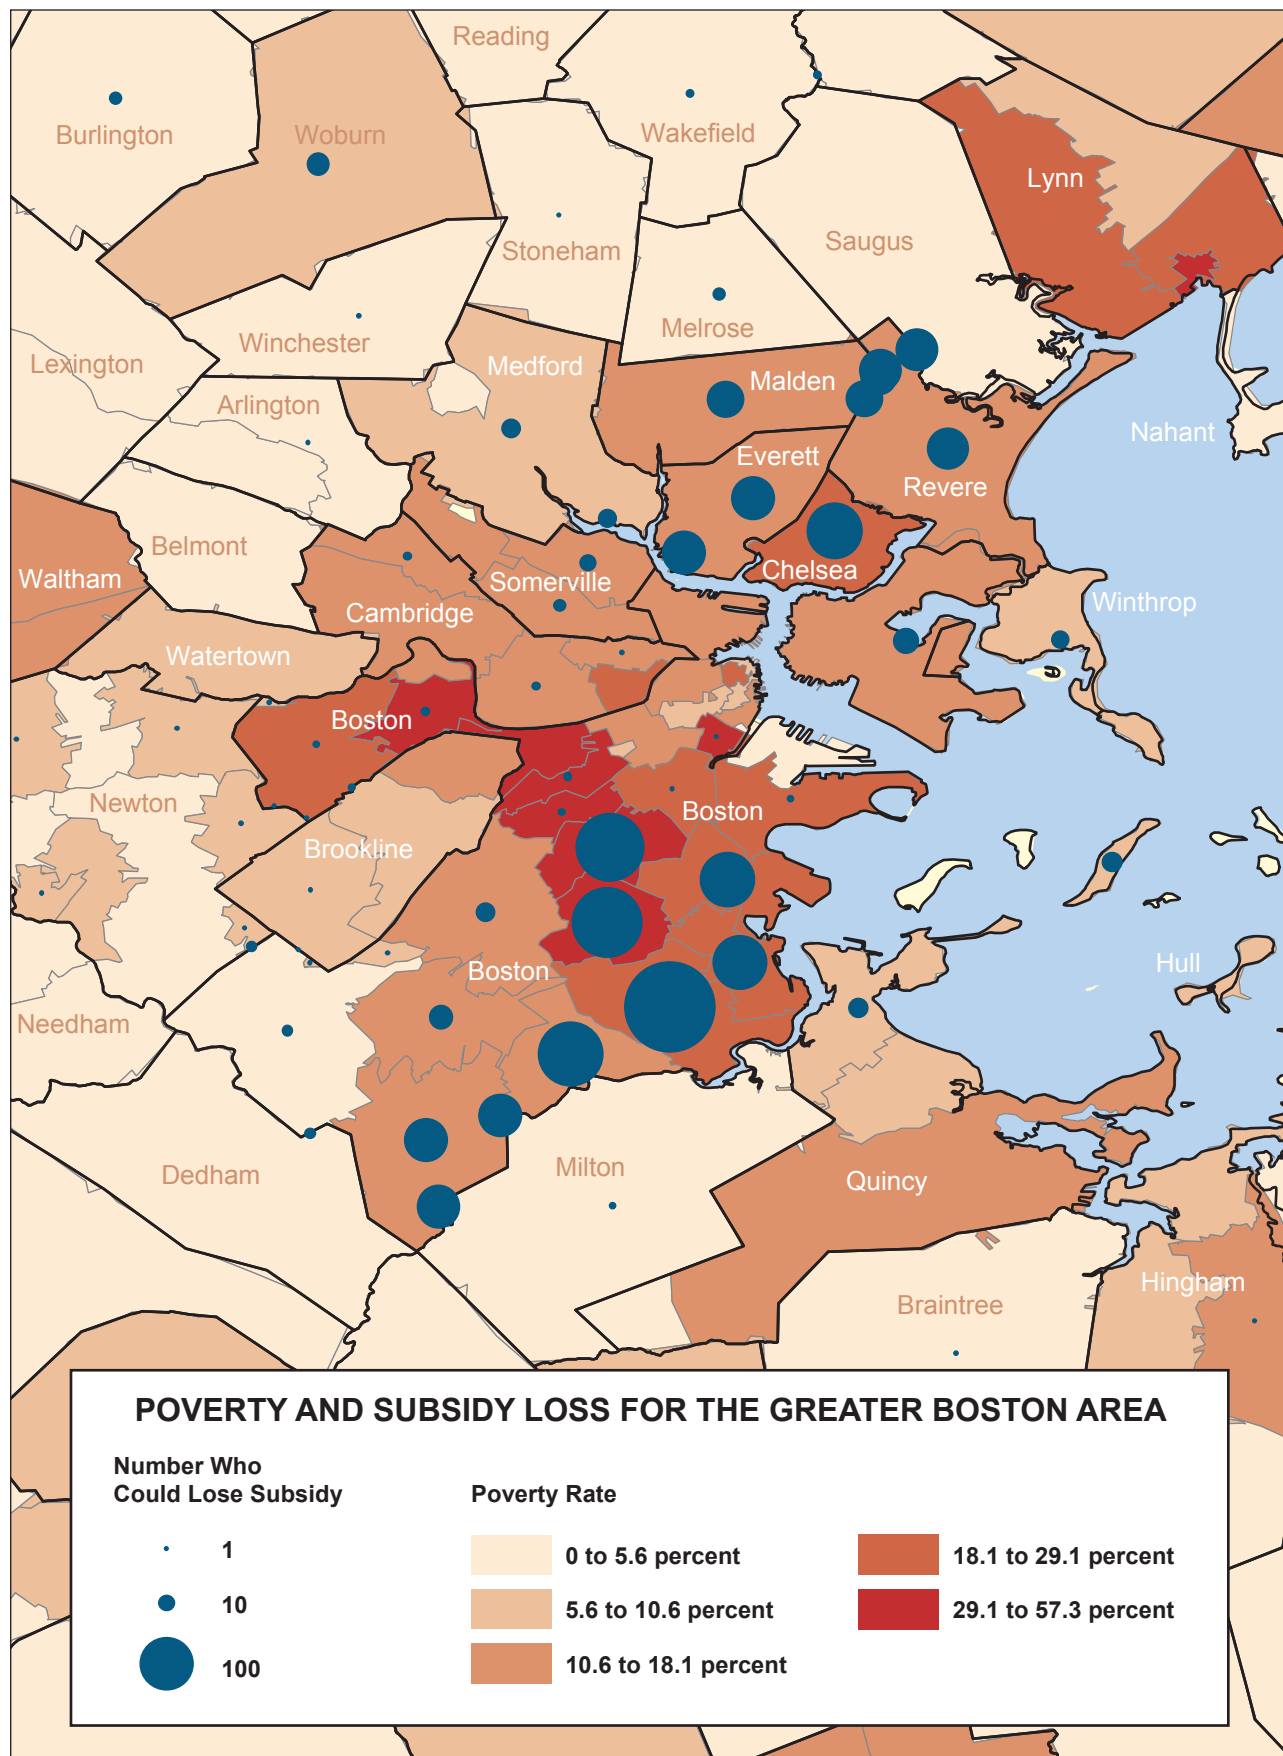 Reading
Burlington
Woburn
Wakefield
Lynn
Stoneham
Saugus
Melrose
Winchester
Lexington
Medford
Malden
Arlington
Nahant
Everett
Revere
Belmont
Waltham
Somerville
Chelsea
Cambridge
Winthrop
Watertown
Boston
Newton
Boston
Brookline
Boston
Hull
Needham
Dedham
Milton
Quincy
Hingham
Braintree
POVERTY AND SUBSIDY LOSS FOR THE GREATER BOSTON AREA
Number Who
Could Lose Subsidy
1
10
100
Poverty Rate
0 to 5.6 percent
5.6 to 10.6 percent
10.6 to 18.1 percent
18.1 to 29.1 percent
29.1 to 57.3 percent